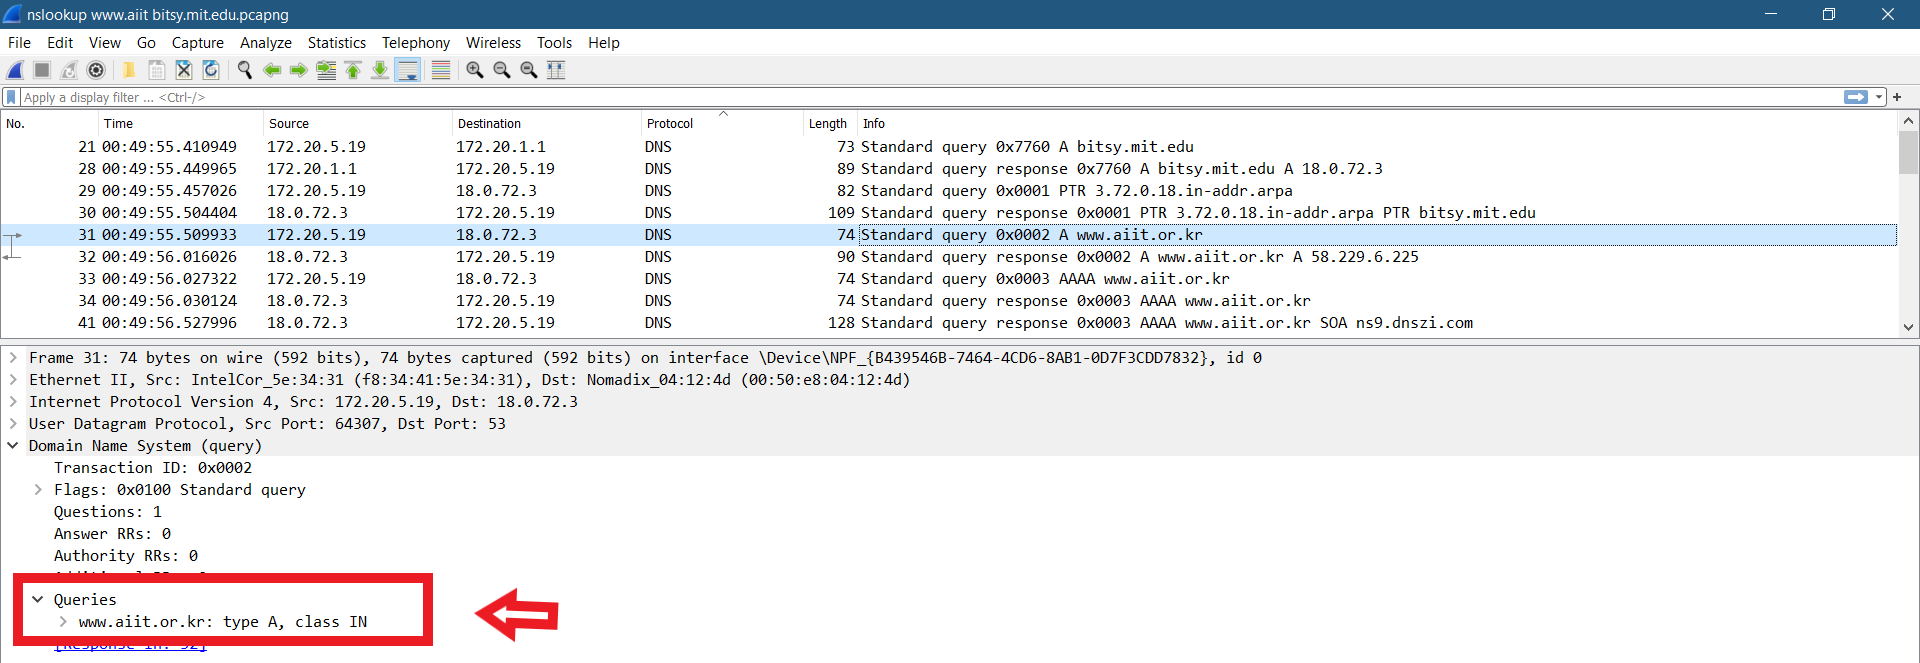 nslookup www.aiit bitsy.mit.edu.pcapng
File Edit View Go Capture Analyze Statistics Telephony Wireless Tools Help
Apply a display filter ... <Ctrl-/>
No. Time Source Destination Protocol Length Info
21 00:49:55.410949 172.20.5.19 172.20.1.1 DNS 73 Standard query 0x7760 A bitsy.mit.edu
28 00:49:55.449965 172.20.1.1 172.20.5.19 DNS 89 Standard query response 0x7760 A bitsy.mit.edu A 18.0.72.3
29 00:49:55.457026 172.20.5.19 18.0.72.3 DNS 82 Standard query 0x0001 PTR 3.72.0.18.in-addr.arpa
30 00:49:55.504404 18.0.72.3 172.20.5.19 DNS 109 Standard query response 0x0001 PTR 3.72.0.18.in-addr.arpa PTR bitsy.mit.edu
31 00:49:55.509933 172.20.5.19 18.0.72.3 DNS 74 Standard query 0x0002 A www.aiit.or.kr
32 00:49:56.016026 18.0.72.3 172.20.5.19 DNS 90 Standard query response 0x0002 A www.aiit.or.kr A 58.229.6.225
33 00:49:56.027322 172.20.5.19 18.0.72.3 DNS 74 Standard query 0x0003 AAAA www.aiit.or.kr
34 00:49:56.030124 18.0.72.3 172.20.5.19 DNS 74 Standard query response 0x0003 AAAA www.aiit.or.kr
41 00:49:56.527996 18.0.72.3 172.20.5.19 DNS 128 Standard query response 0x0003 AAAA www.aiit.or.kr SOA ns9.dnszi.com
Frame 31: 74 bytes on wire (592 bits), 74 bytes captured (592 bits) on interface \Device\NPF_{B439546B-7464-4CD6-8AB1-0D7F3CDD7832}, id 0
Ethernet II, Src: IntelCor_5e:34:31 (f8:34:41:5e:34:31), Dst: Nomadix_04:12:4d (00:50:e8:04:12:4d)
Internet Protocol Version 4, Src: 172.20.5.19, Dst: 18.0.72.3
User Datagram Protocol, Src Port: 64307, Dst Port: 53
Domain Name System (query)
Transaction ID: 0x0002
Flags: 0x0100 Standard query
Questions: 1
Answer RRs: 0
Authority RRs: 0
Queries
www.aiit.or.kr: type A, class IN